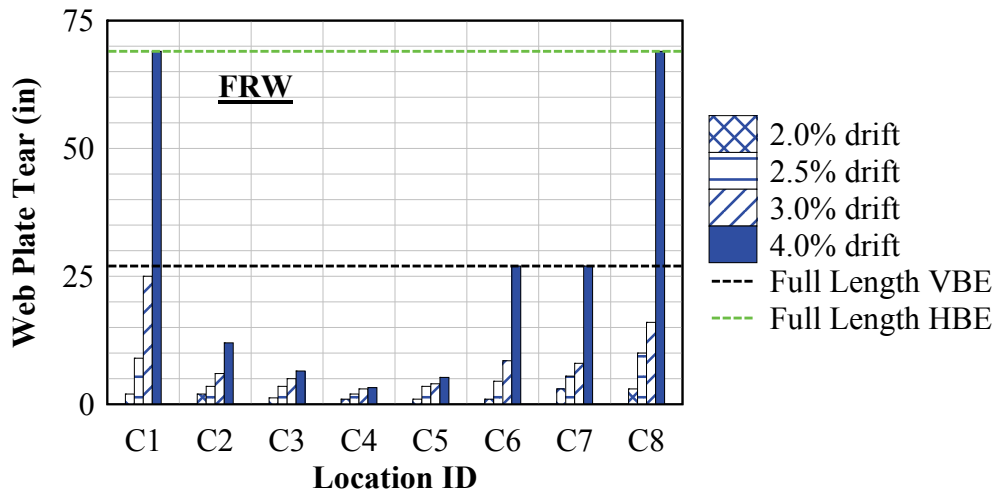 75
50
25
0
Web Plate Tear (in)
FRW
C1 C2 C3 C4 C5 C6 C7 C8
Location ID
2.0% drift
2.5% drift
3.0% drift
4.0% drift
Full Length VBE
Full Length HBE